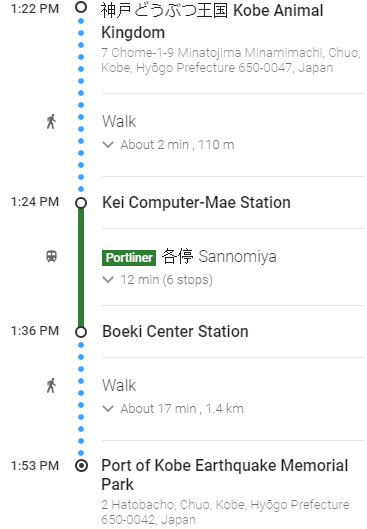 1:22 PM
神戸どうぶつ王国 Kobe Animal
Kingdom
7 Chome-1-9 Minatojima Minamimachi, Chuo,
Kobe, Hyōgo Prefecture 650-0047, Japan
Walk
About 2 min , 110 m
1:24 PM
Kei Computer-Mae Station
Portliner 各停 Sannomiya
12 min (6 stops)
1:36 PM
Boeki Center Station
Walk
About 17 min , 1.4 km
1:53 PM
Port of Kobe Earthquake Memorial
Park
2 Hatobacho, Chuo, Kobe, Hyōgo Prefecture
650-0042, Japan